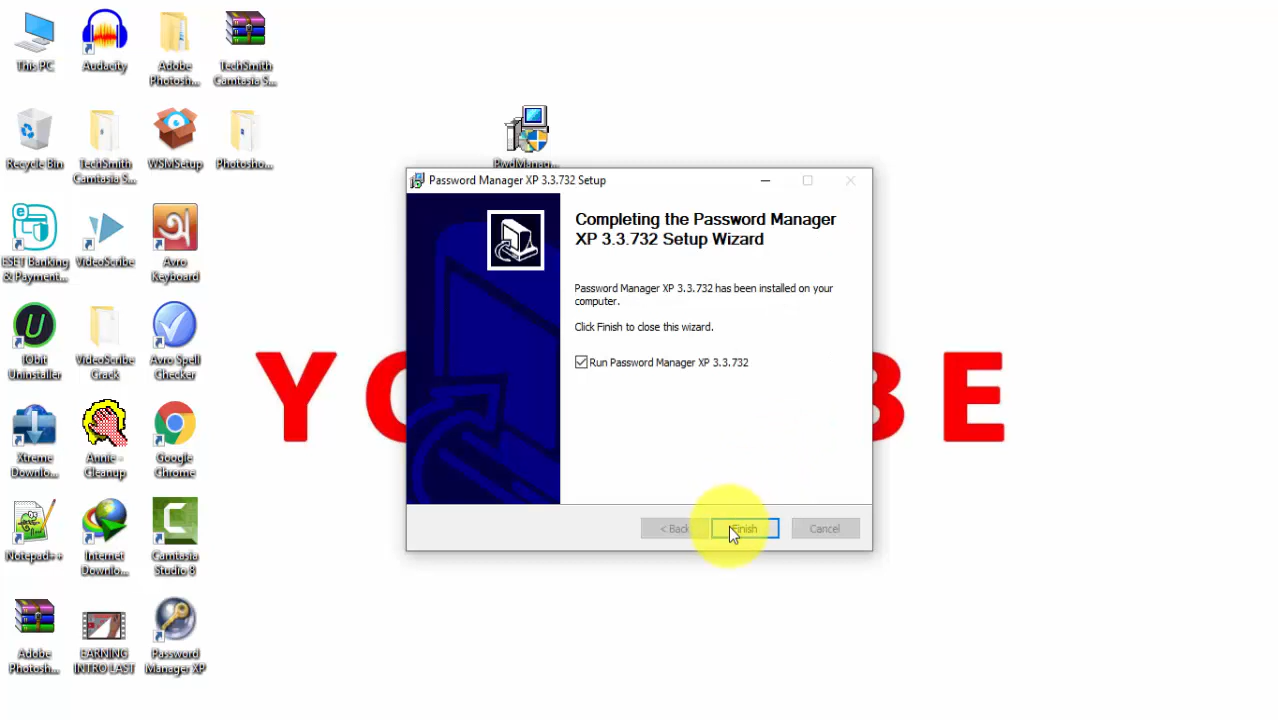 This PC
Audacity
Adobe
Photosh...
TechSmith
Camtasia S...
Recycle Bin
TechSmith
Camtasia S...
WSMSetup
Photosho...
PwdManag...
ESET Banking
& Payment...
VideoScribe
Avro
Keyboard
IObit
Uninstaller
VideoScribe
Crack
Avro Spell
Checker
Xtreme
Downlo...
Annie -
Cleanup
Google
Chrome
Notepad++
Internet
Downlo...
Camtasia
Studio 8
Adobe
Photosh...
EARNING
INTRO LAST
Password
Manager XP
Password Manager XP 3.3.732 Setup
Completing the Password Manager
XP 3.3.732 Setup Wizard
Password Manager XP 3.3.732 has been installed on your
computer.
Click Finish to close this wizard.
Run Password Manager XP 3.3.732
< Back
Finish
Cancel